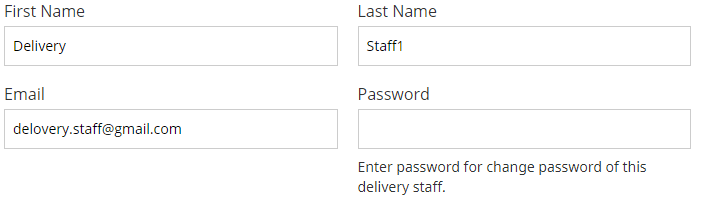 First Name
Last Name
Delivery
Staff1
Email
Password
delovery.staff@gmail.com
Enter password for change password of this
delivery staff.